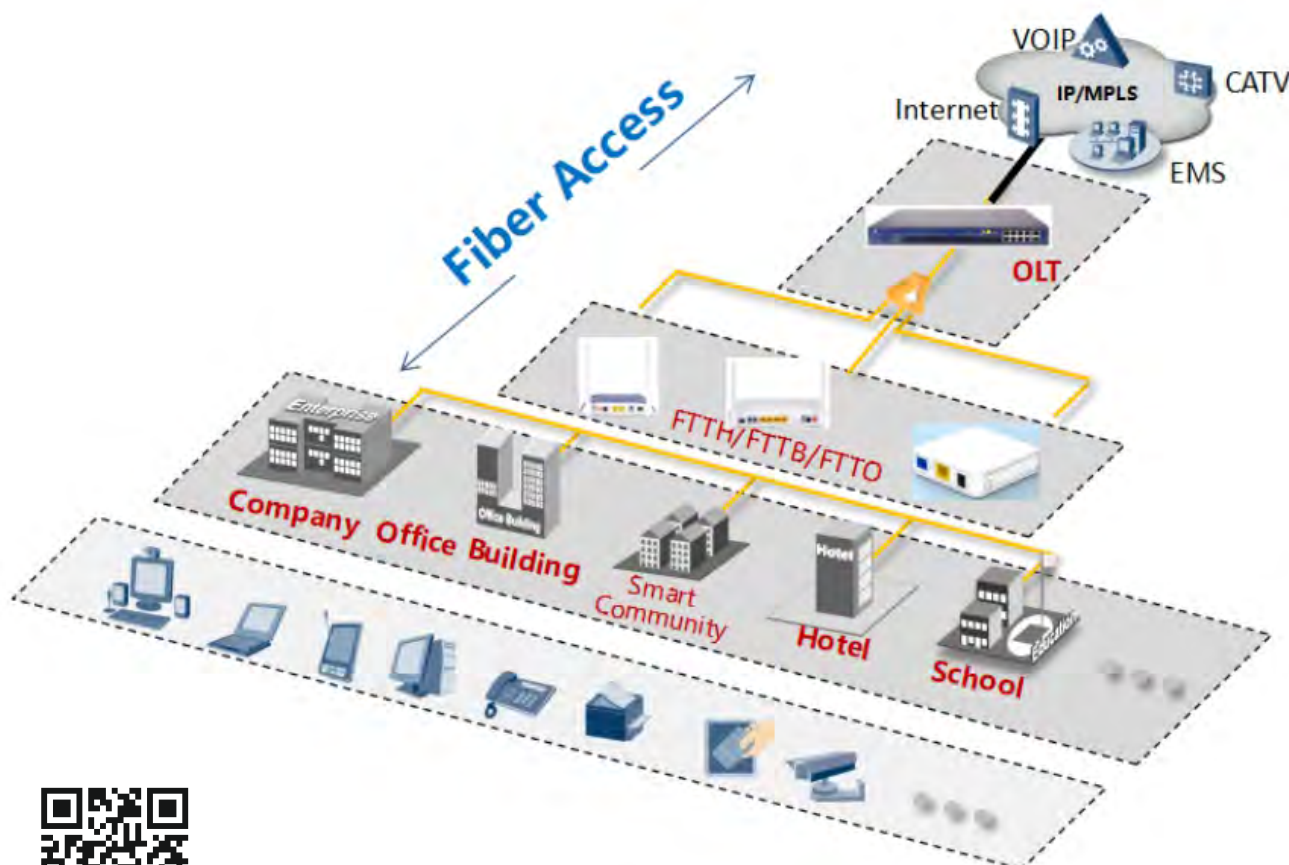 VOIP
IP/MPLS
CATV
Internet
EMS
Fiber Access
OLT
FTTH/FTTB/FTTO
Enterprise
Company
Office Building
Office Building
Smart
Community
Hotel
Hotel
Education
School